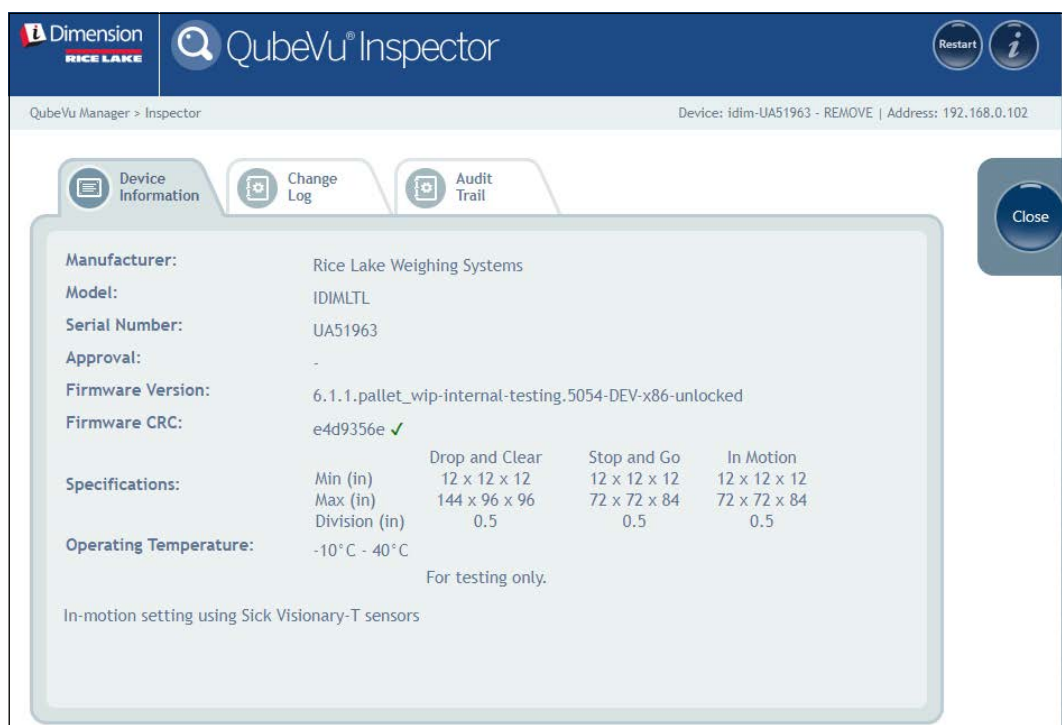 i Dimension
RICE LAKE
QubeVu® Inspector
Restart
i
QubeVu Manager > Inspector
Device: idim-UA51963 - REMOVE | Address: 192.168.0.102
Device Information
Change Log
Audit Trail
Close
Manufacturer: Rice Lake Weighing Systems
Model: IDIMLTL
Serial Number: UA51963
Approval: -
Firmware Version: 6.1.1.pallet_wip-internal-testing.5054-DEV-x86-unlocked
Firmware CRC: e4d9356e ✓
Specifications:
Drop and Clear Stop and Go In Motion
Min (in) 12 x 12 x 12 12 x 12 x 12 12 x 12 x 12
Max (in) 144 x 96 x 96 72 x 72 x 84 72 x 72 x 84
Division (in) 0.5 0.5 0.5
Operating Temperature: -10°C - 40°C
For testing only.
In-motion setting using Sick Visionary-T sensors